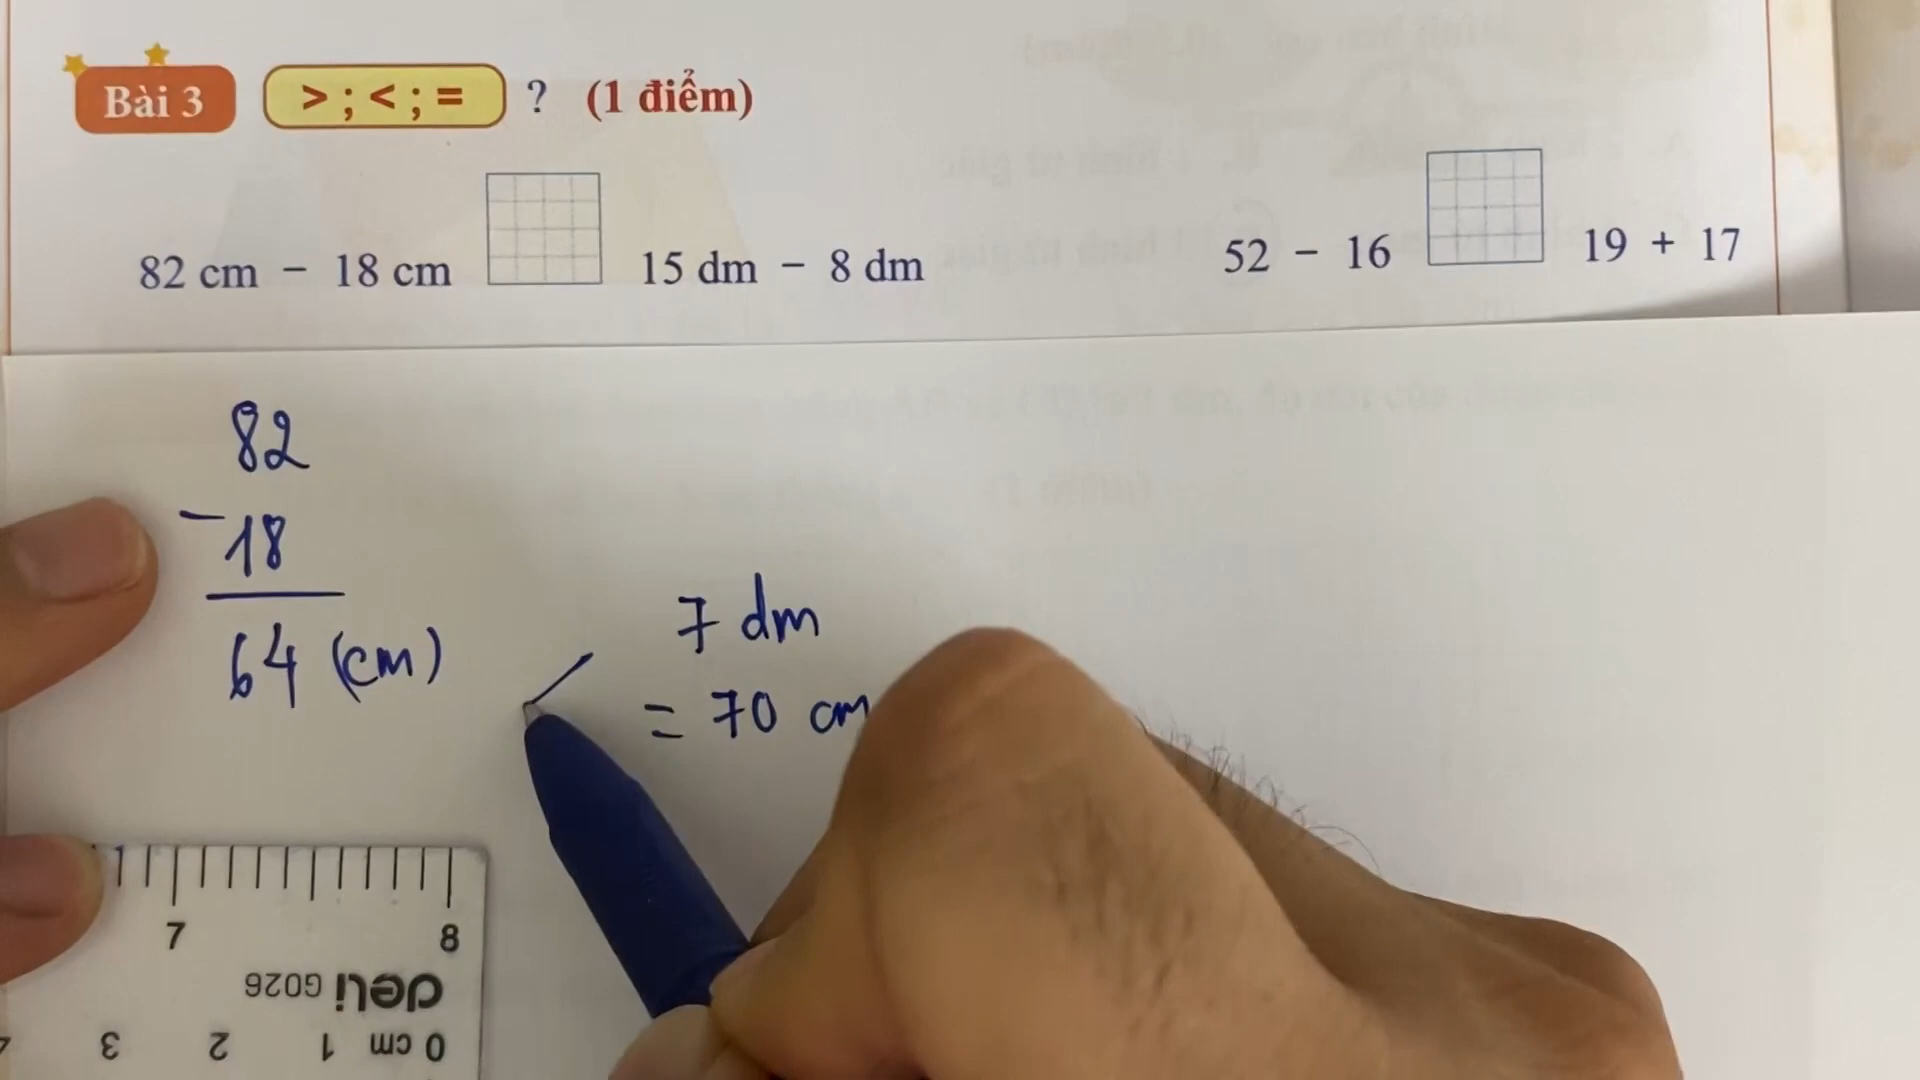 Bài 3 > ; < ; = ? (1 điểm)
82 cm - 18 cm 15 dm - 8 dm
52 - 16 19 + 17
82
- 18
64 (cm)
7 dm
= 70 cm
7 8
deli G026
0 cm 1 2 3